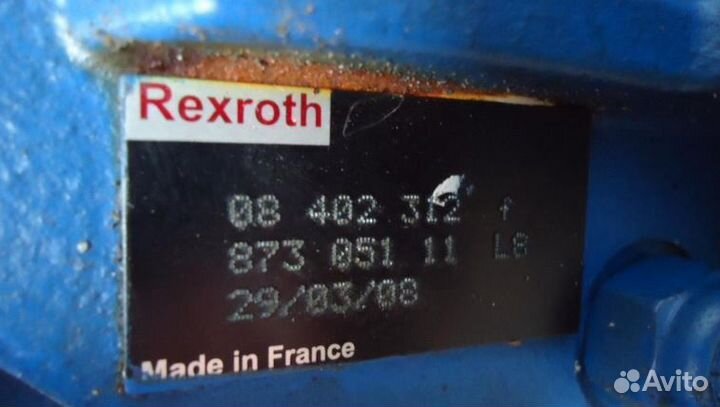 Rexroth
08 402 312 f
873 051 11 L8
29/03/08
Made in France
Avito